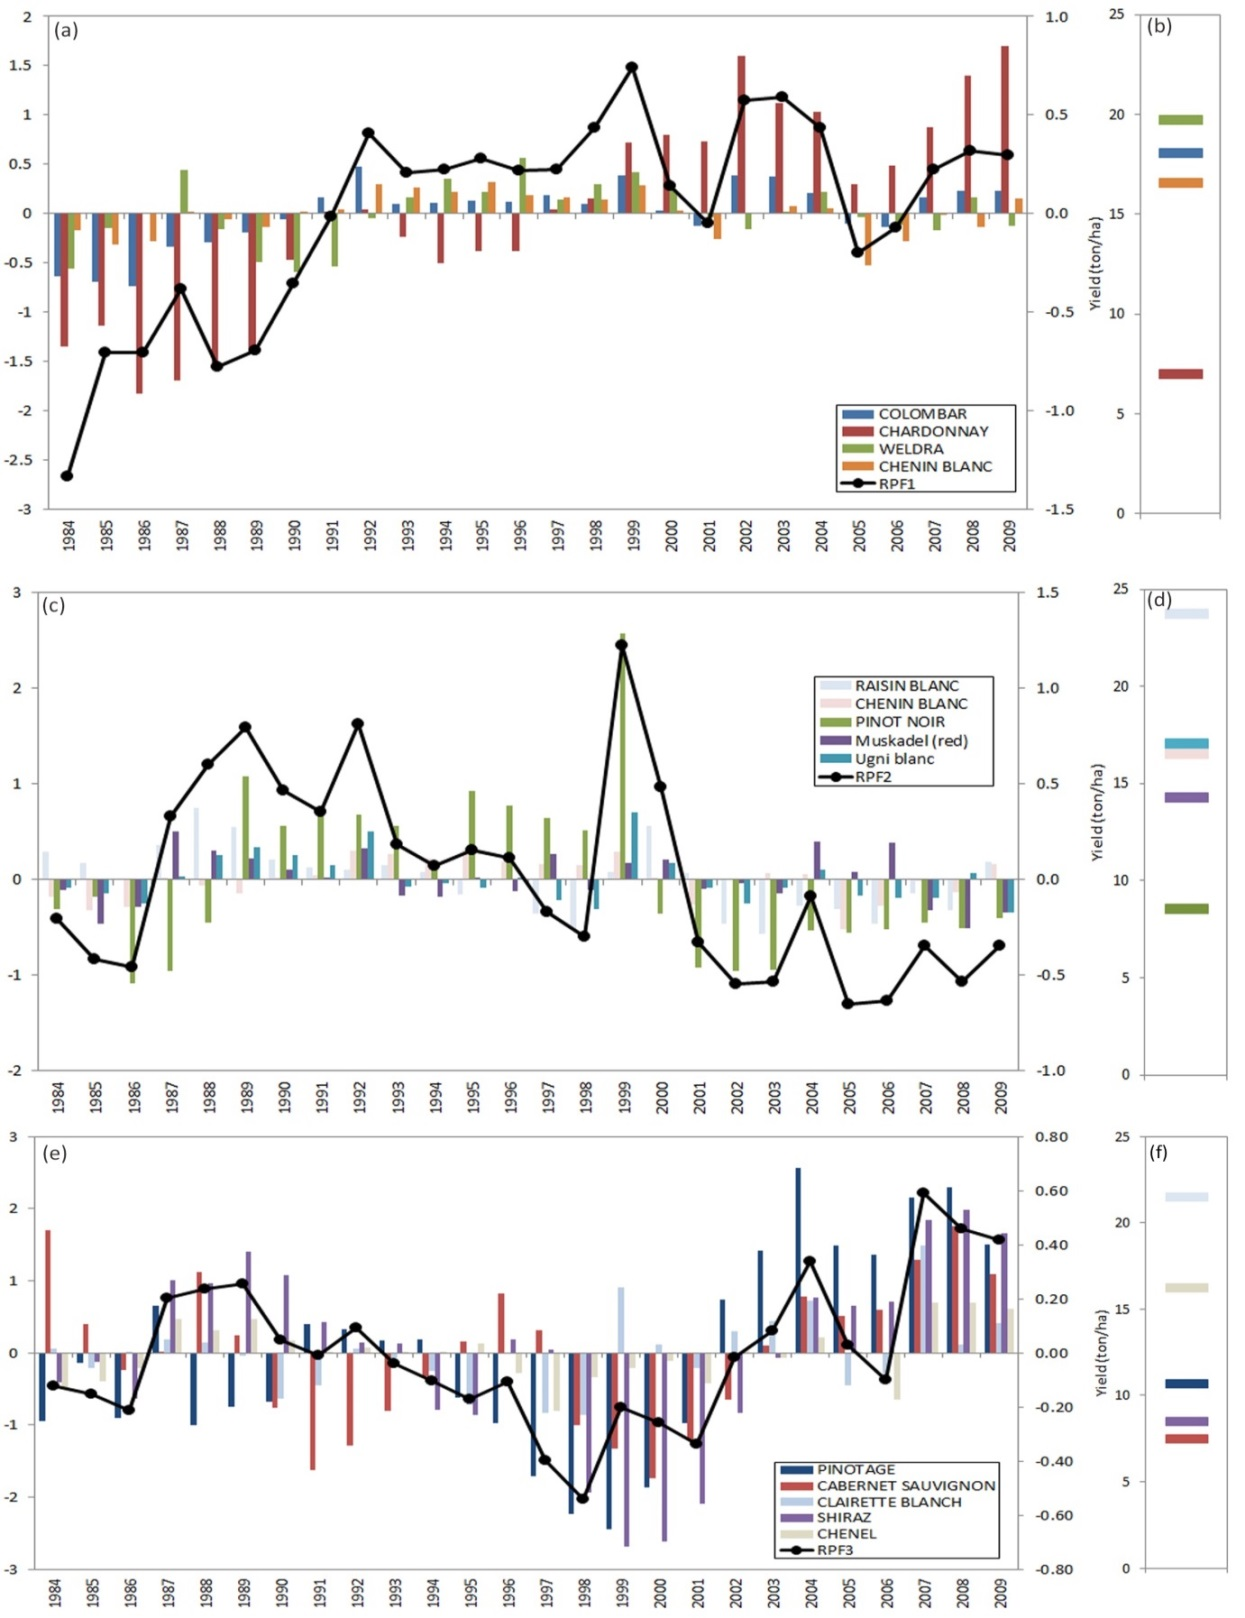 (a)
2
1.5
1
0.5
0
-0.5
-1
-1.5
-2
-2.5
-3
1.0
0.5
0.0
-0.5
-1.0
-1.5
COLOMBAR
CHARDONNAY
WELDRA
CHENIN BLANC
RPF1
1984 1985 1986 1987 1988 1989 1990 1991 1992 1993 1994 1995 1996 1997 1998 1999 2000 2001 2002 2003 2004 2005 2006 2007 2008 2009
(b)
Yield (ton/ha)
25
20
15
10
5
0
(c)
3
2
1
0
-1
-2
1.5
1.0
0.5
0.0
-0.5
-1.0
RAISIN BLANC
CHENIN BLANC
PINOT NOIR
Muskadel (red)
Ugni blanc
RPF2
1984 1985 1986 1987 1988 1989 1990 1991 1992 1993 1994 1995 1996 1997 1998 1999 2000 2001 2002 2003 2004 2005 2006 2007 2008 2009
(d)
Yield (ton/ha)
25
20
15
10
5
0
(e)
3
2
1
0
-1
-2
-3
0.80
0.60
0.40
0.20
0.00
-0.20
-0.40
-0.60
-0.80
PINOTAGE
CABERNET SAUVIGNON
CLAIRETTE BLANCH
SHIRAZ
CHENEL
RPF3
1984 1985 1986 1987 1988 1989 1990 1991 1992 1993 1994 1995 1996 1997 1998 1999 2000 2001 2002 2003 2004 2005 2006 2007 2008 2009
(f)
Yield (ton/ha)
25
20
15
10
5
0